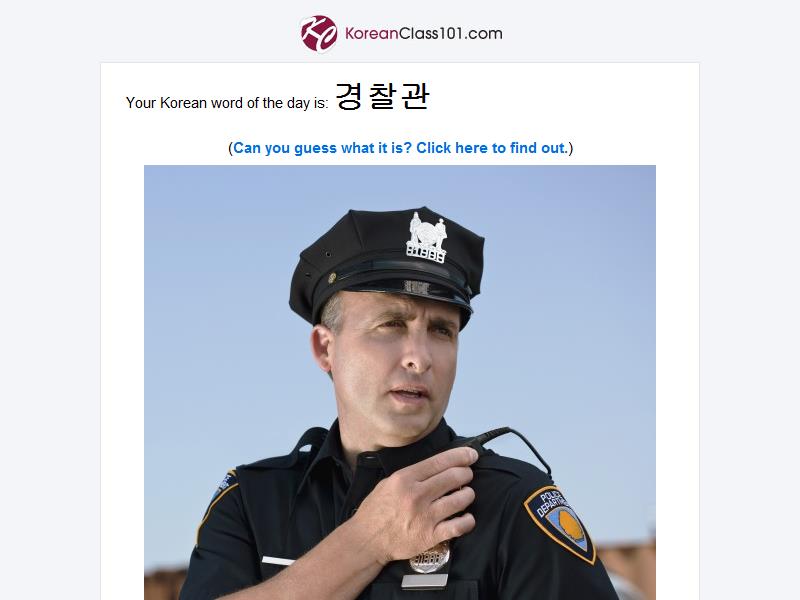 KoreanClass101.com
Your Korean word of the day is: 경찰관
(Can you guess what it is? Click here to find out.)
POLICE
DEPARTMENT